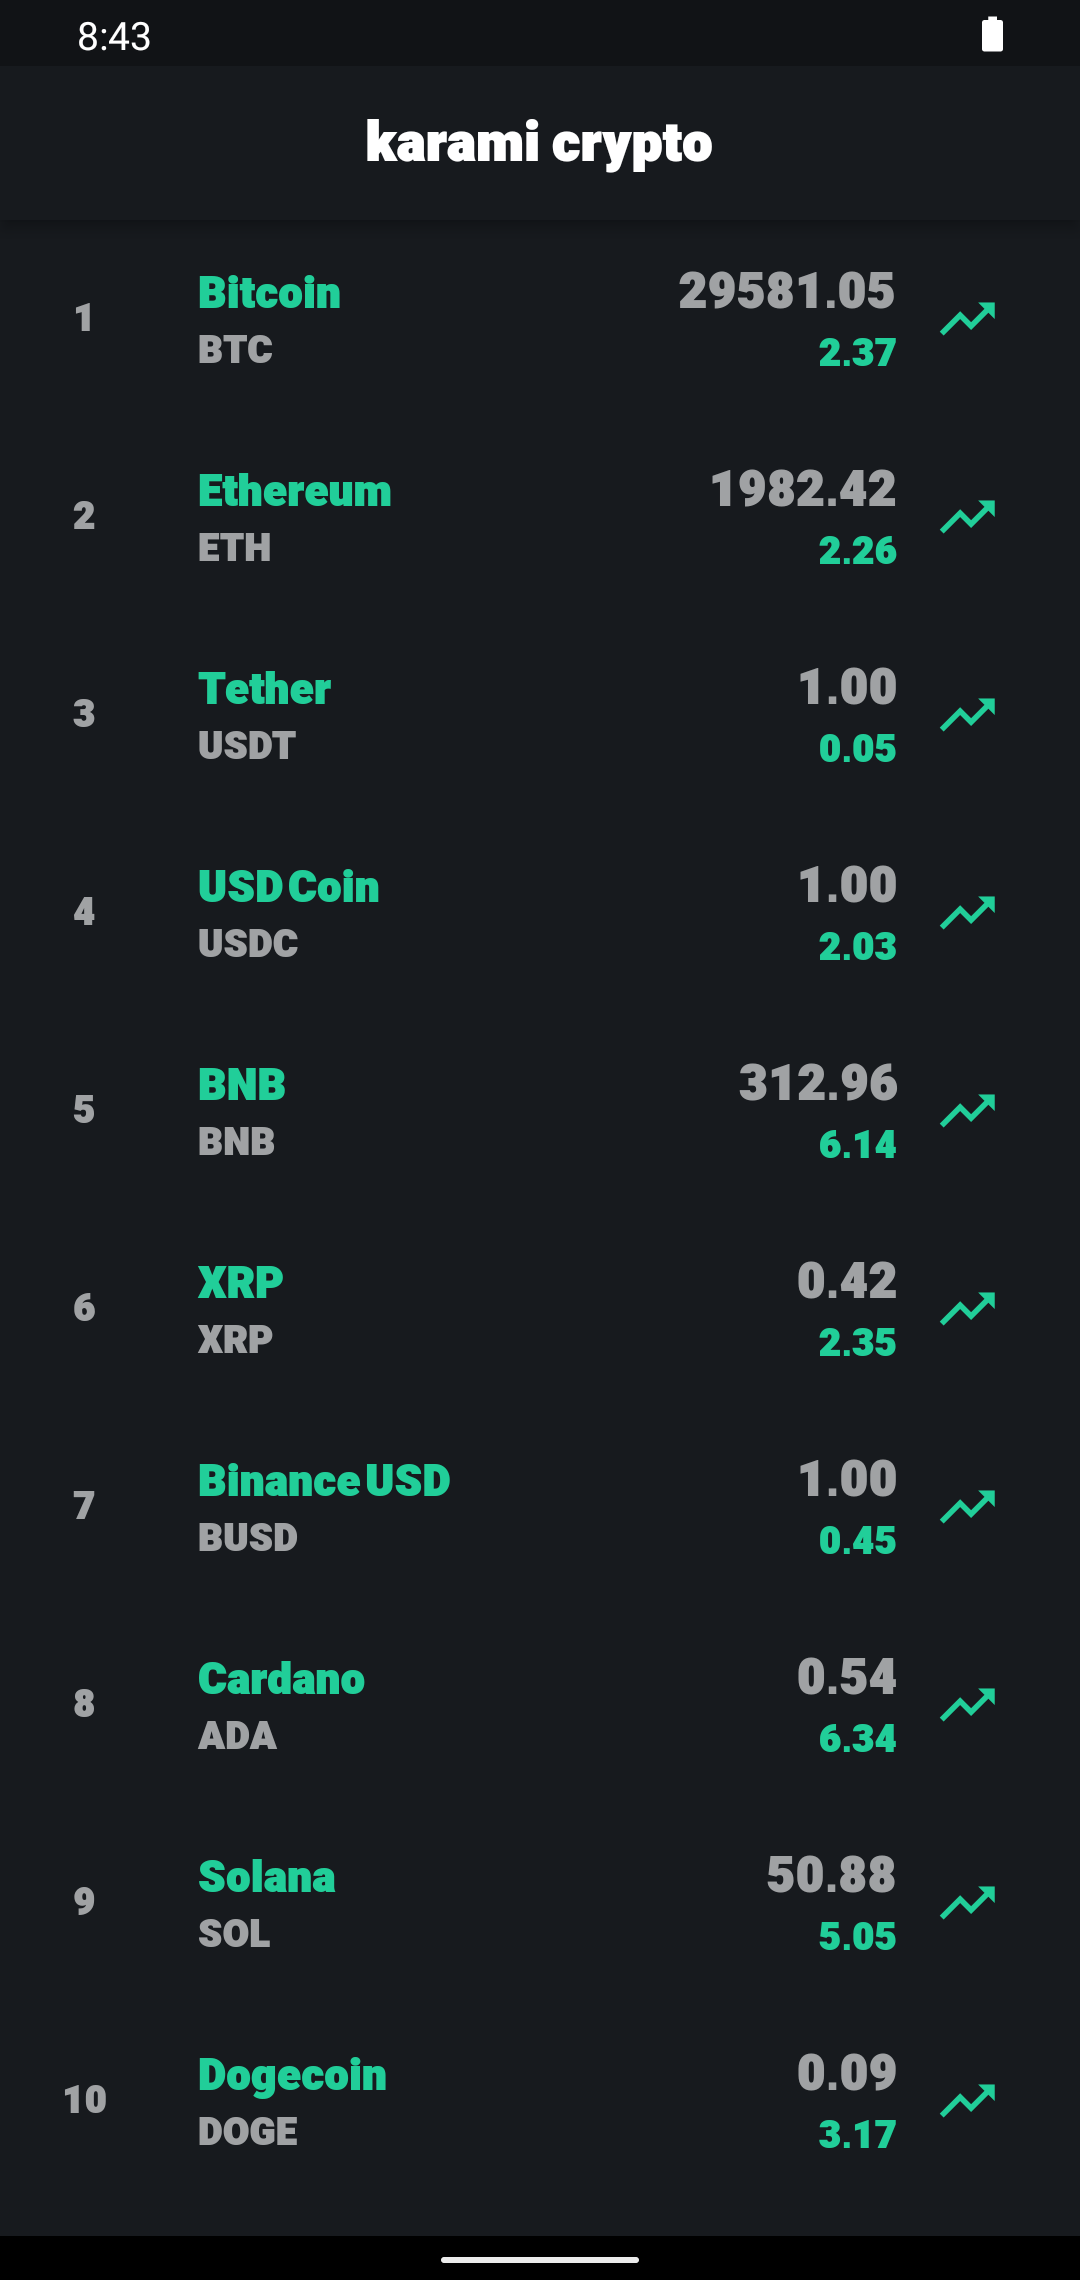 8:43
karami crypto
1
Bitcoin
BTC
29581.05
2.37
2
Ethereum
ETH
1982.42
2.26
3
Tether
USDT
1.00
0.05
4
USD Coin
USDC
1.00
2.03
5
BNB
BNB
312.96
6.14
6
XRP
XRP
0.42
2.35
7
Binance USD
BUSD
1.00
0.45
8
Cardano
ADA
0.54
6.34
9
Solana
SOL
50.88
5.05
10
Dogecoin
DOGE
0.09
3.17